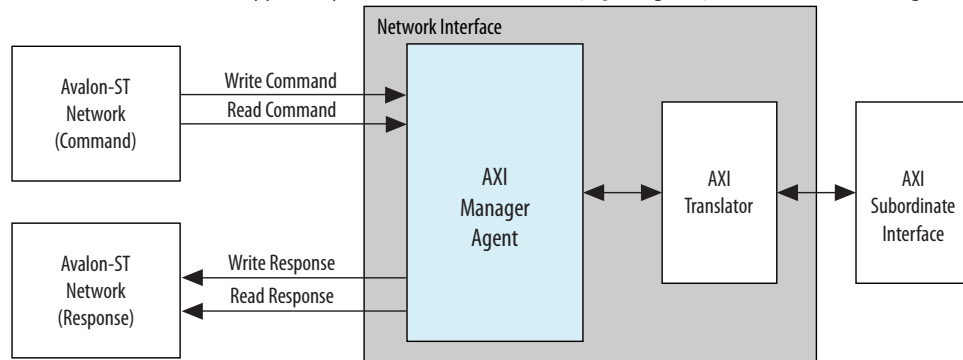 Network Interface
Avalon-ST
Network
(Command)
Write Command
Read Command
AXI
Manager
Agent
AXI
Translator
AXI
Subordinate
Interface
Avalon-ST
Network
(Response)
Write Response
Read Response